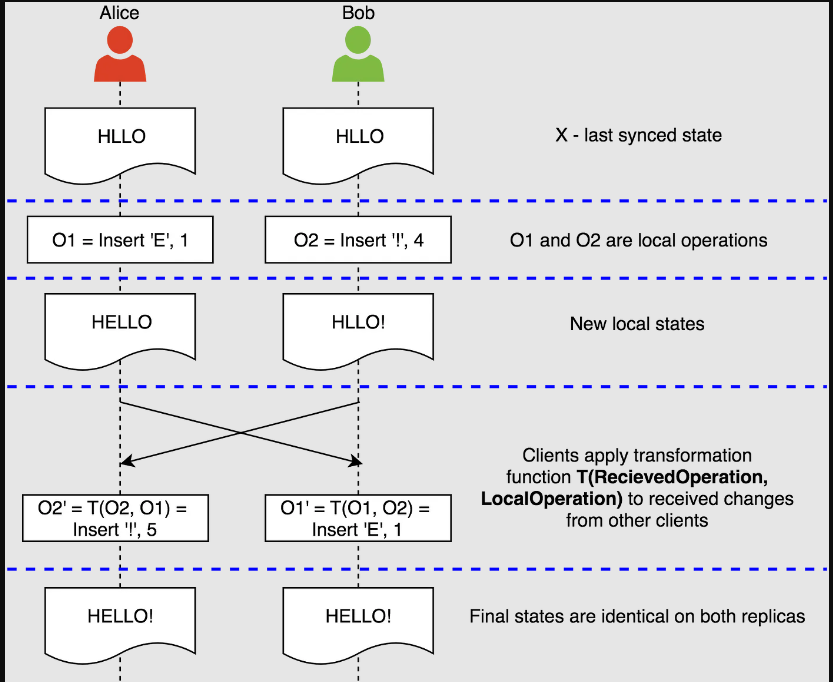 Alice
Bob
HLLO
HLLO
X - last synced state
O1 = Insert 'E', 1
O2 = Insert '!', 4
O1 and O2 are local operations
HELLO
HLLO!
New local states
Clients apply transformation
function T(RecievedOperation,
LocalOperation) to received changes
from other clients
O2' = T(O2, O1) =
Insert '!', 5
O1' = T(O1, O2) =
Insert 'E', 1
HELLO!
HELLO!
Final states are identical on both replicas